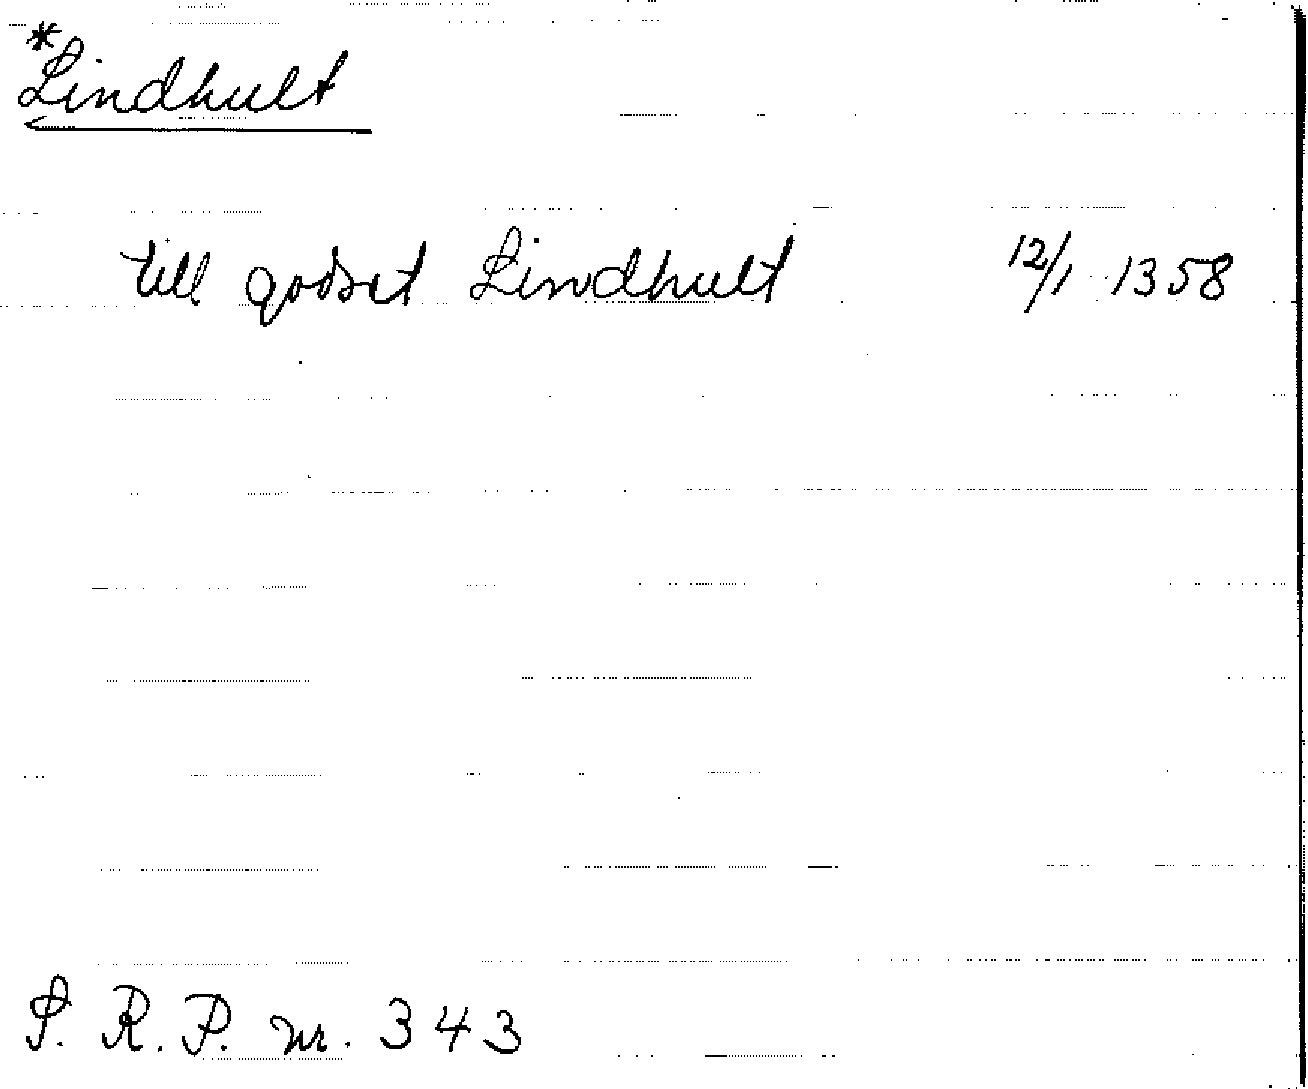 *Lindhult
till godset Lindhult 12/1 1358
S. R. P. nr. 343